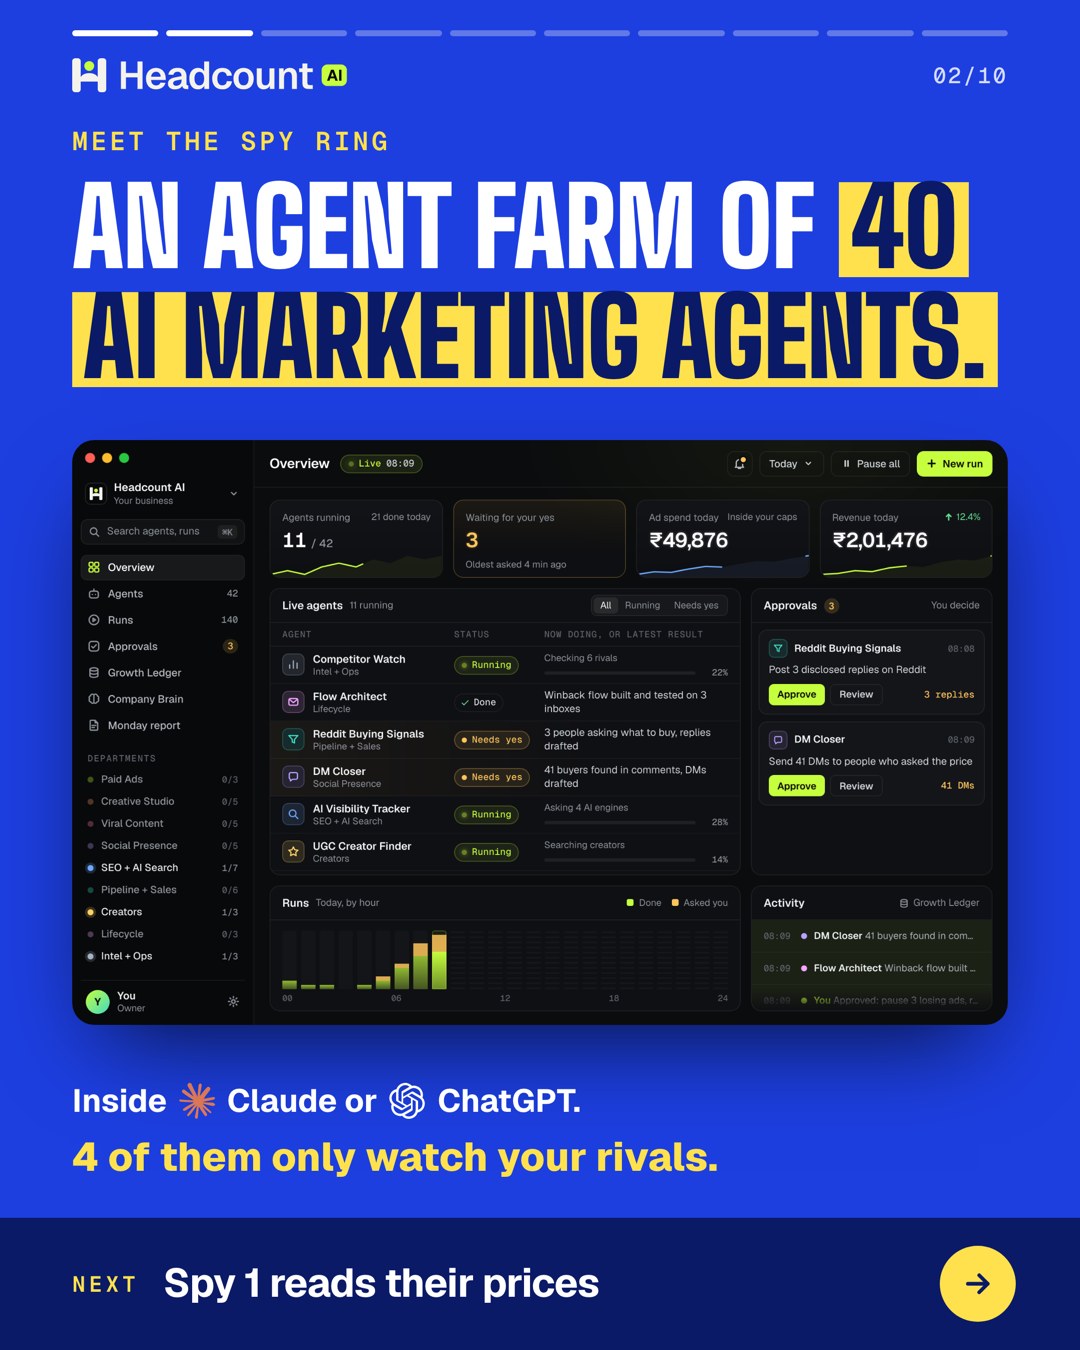 Headcount AI
02/10
MEET THE SPY RING
AN AGENT FARM OF 40
AI MARKETING AGENTS.
Headcount AI
Your business
Search agents, runs ⌘K
Overview
Agents 42
Runs 140
Approvals 3
Growth Ledger
Company Brain
Monday report
DEPARTMENTS
Paid Ads 0/3
Creative Studio 0/5
Viral Content 0/5
Social Presence 0/5
SEO + AI Search 1/7
Pipeline + Sales 0/6
Creators 1/3
Lifecycle 0/3
Intel + Ops 1/3
Y You
Owner
Overview Live 08:09
Today Pause all + New run
Agents running 21 done today
11 / 42
Waiting for your yes
3
Oldest asked 4 min ago
Ad spend today Inside your caps
₹49,876
Revenue today ↑ 12.4%
₹2,01,476
Live agents 11 running
All Running Needs yes
AGENT STATUS NOW DOING, OR LATEST RESULT
Competitor Watch
Intel + Ops
Running
Checking 6 rivals
22%
Flow Architect
Lifecycle
Done
Winback flow built and tested on 3
inboxes
Reddit Buying Signals
Pipeline + Sales
Needs yes
3 people asking what to buy, replies
drafted
DM Closer
Social Presence
Needs yes
41 buyers found in comments, DMs
drafted
AI Visibility Tracker
SEO + AI Search
Running
Asking 4 AI engines
28%
UGC Creator Finder
Creators
Running
Searching creators
14%
Approvals 3 You decide
Reddit Buying Signals 08:08
Post 3 disclosed replies on Reddit
Approve Review 3 replies
DM Closer 08:09
Send 41 DMs to people who asked the price
Approve Review 41 DMs
Runs Today, by hour
Done Asked you
00 06 12 18 24
Activity Growth Ledger
08:09 DM Closer 41 buyers found in com...
08:09 Flow Architect Winback flow built ...
08:09 You Approved: pause 3 losing ads, r...
Inside Claude or ChatGPT.
4 of them only watch your rivals.
NEXT Spy 1 reads their prices